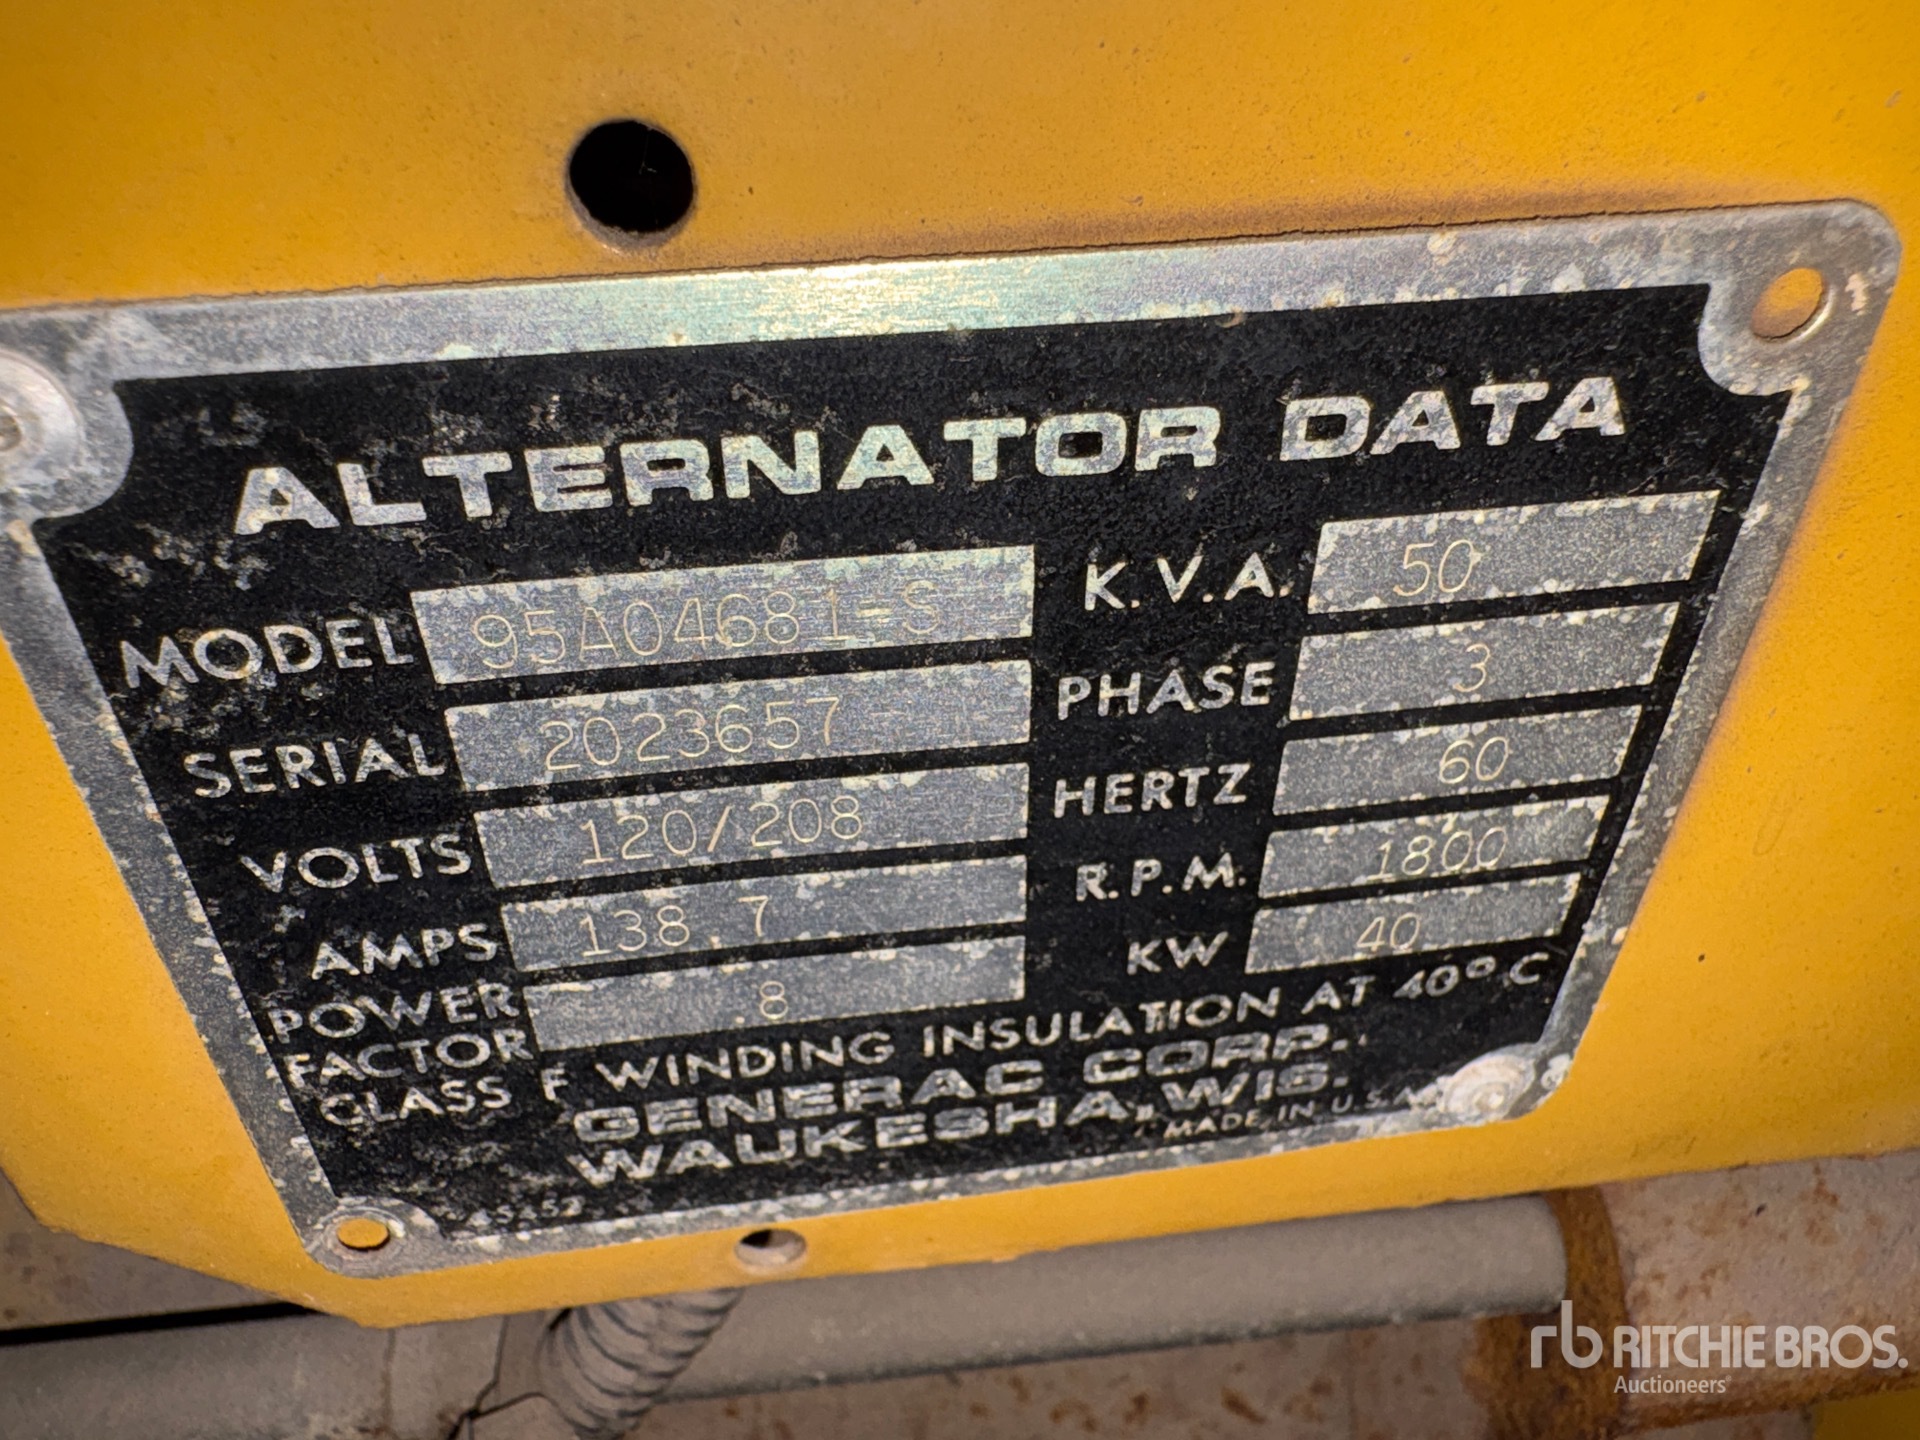 ALTERNATOR DATA
MODEL 95A04681-S
SERIAL 2023657
VOLTS 120/208
AMPS 138.7
POWER FACTOR .8
K.V.A. 50
PHASE 3
HERTZ 60
R.P.M. 1800
KW 40
CLASS F WINDING INSULATION AT 40°C
GENERAC CORP.
WAUKESHA, WIS.
MADE IN U.S.A.
rb RITCHIE BROS.
Auctioneers